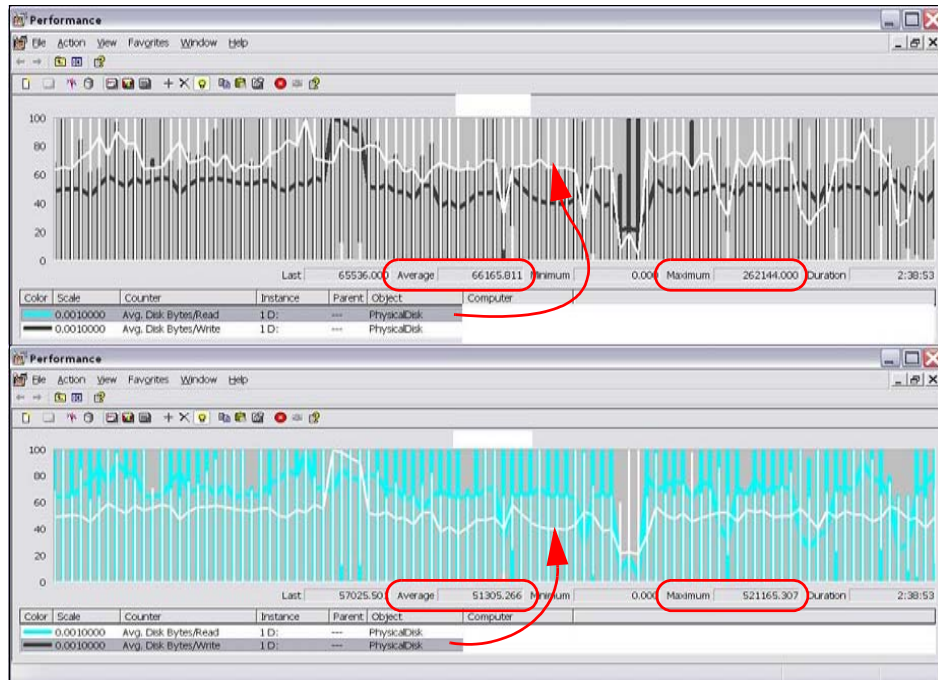 Performance
File Action View Favorites Window Help
100
80
60
40
20
0
Last 65536.000 Average 66165.811 Minimum 0.000 Maximum 262144.000 Duration 2:38:53
Color Scale Counter Instance Parent Object Computer
0.0010000 Avg. Disk Bytes/Read 1 D: --- PhysicalDisk
0.0010000 Avg. Disk Bytes/Write 1 D: --- PhysicalDisk
Performance
File Action View Favorites Window Help
100
80
60
40
20
0
Last 57025.501 Average 51305.266 Minimum 0.000 Maximum 521165.307 Duration 2:38:53
Color Scale Counter Instance Parent Object Computer
0.0010000 Avg. Disk Bytes/Read 1 D: --- PhysicalDisk
0.0010000 Avg. Disk Bytes/Write 1 D: --- PhysicalDisk